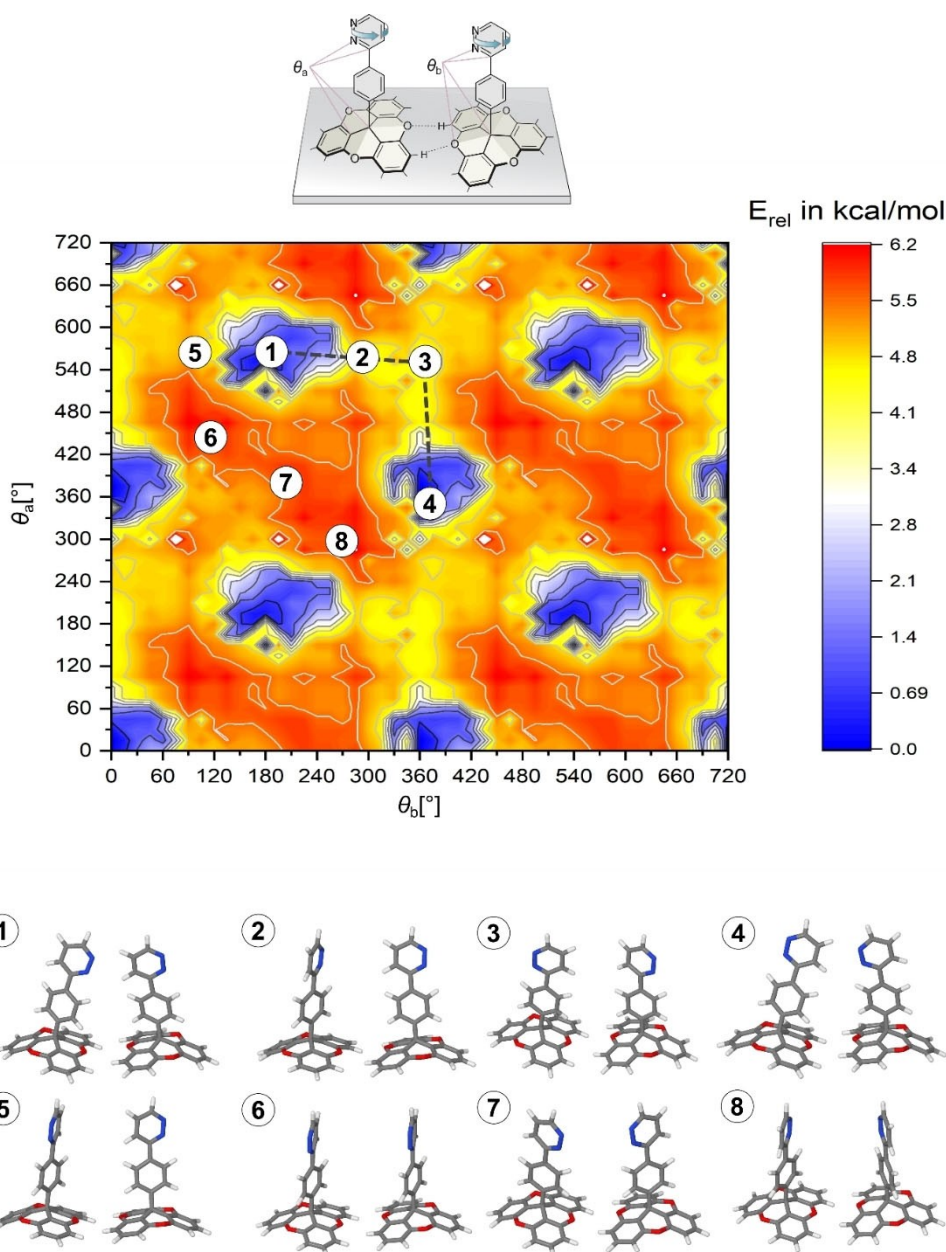 N
N
N
N
θa
θb
O
O
H
O
H
O
O
O
E rel in kcal/mol
720
660
600
540
480
420
360
300
240
180
120
60
0
θa[°]
0 60 120 180 240 300 360 420 480 540 600 660 720
θb[°]
1
2
3
4
5
6
7
8
6.2
5.5
4.8
4.1
3.4
2.8
2.1
1.4
0.69
0.0
1
2
3
4
5
6
7
8